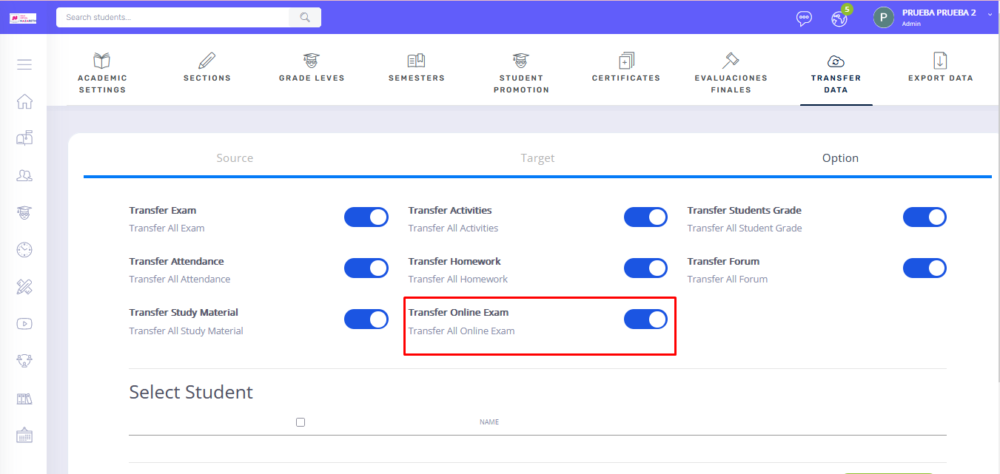 NAZARETH
Search students...
5
P
PRUEBA PRUEBA 2
Admin
ACADEMIC
SETTINGS
SECTIONS
GRADE LEVES
SEMESTERS
STUDENT
PROMOTION
CERTIFICATES
EVALUACIONES
FINALES
TRANSFER
DATA
EXPORT DATA
Source
Target
Option
Transfer Exam
Transfer All Exam
Transfer Activities
Transfer All Activities
Transfer Students Grade
Transfer All Student Grade
Transfer Attendance
Transfer All Attendance
Transfer Homework
Transfer All Homework
Transfer Forum
Transfer All Forum
Transfer Study Material
Transfer All Study Material
Transfer Online Exam
Transfer All Online Exam
Select Student
NAME